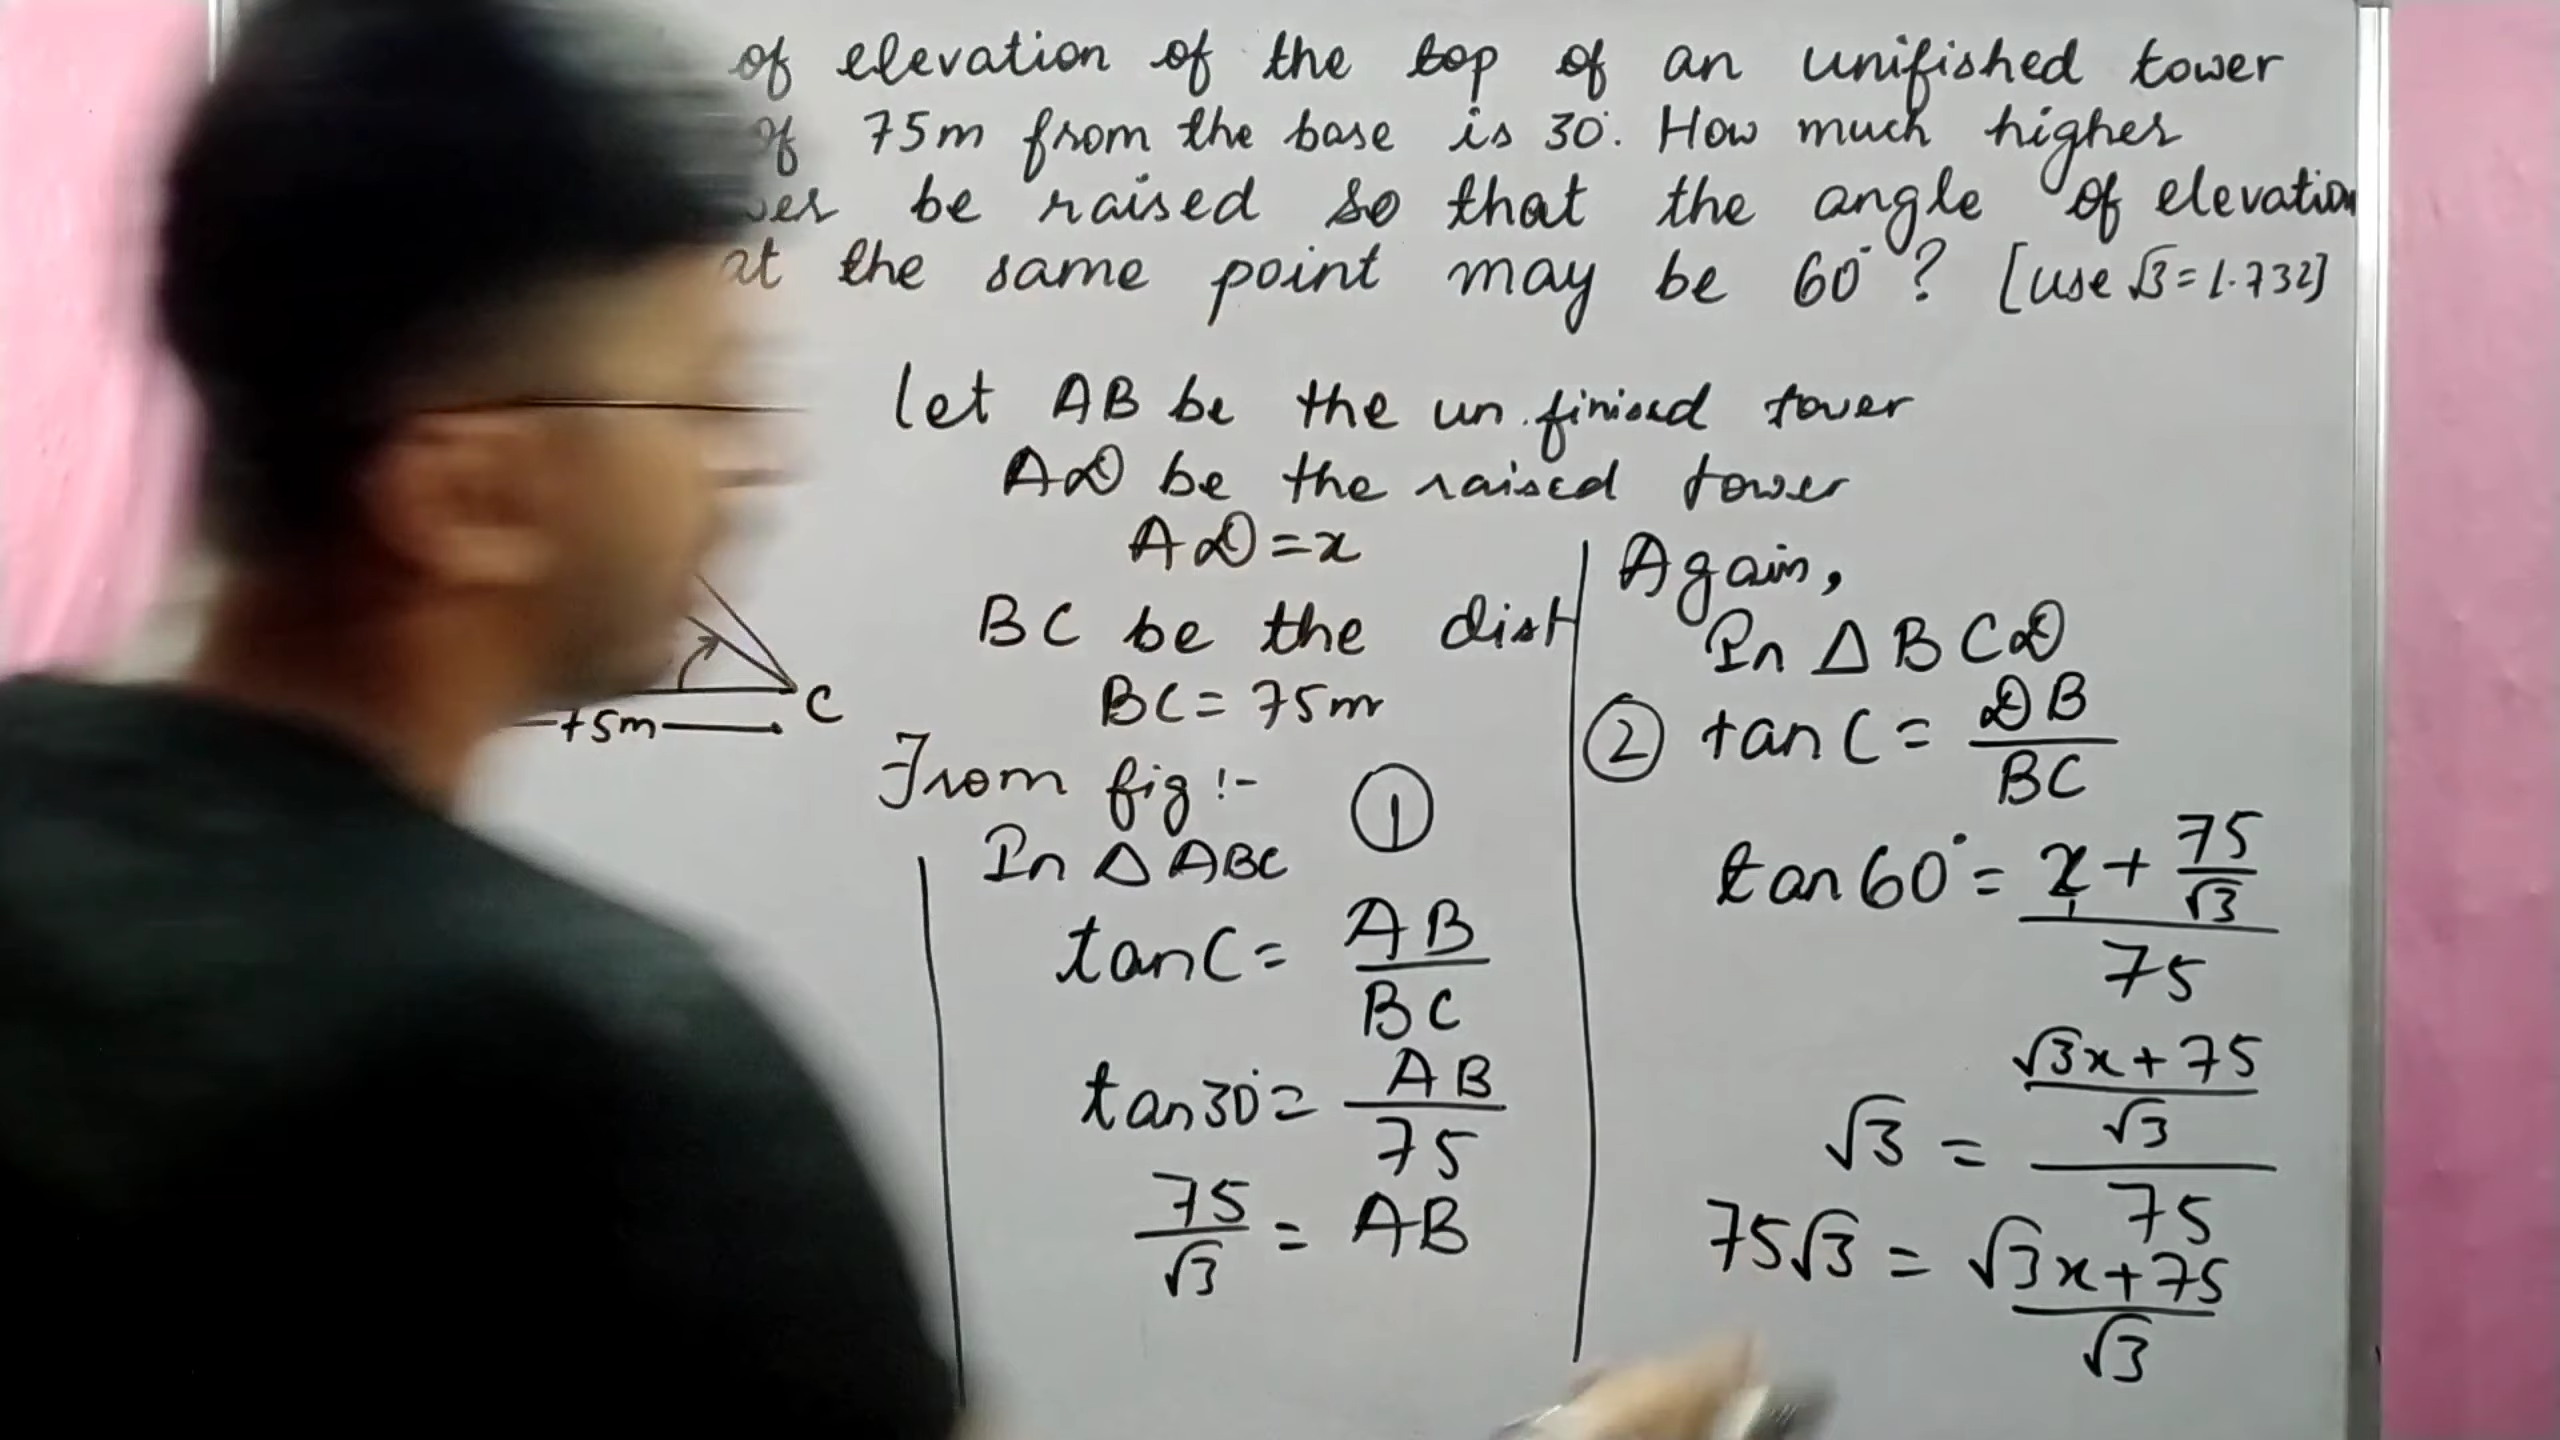 of elevation of the top of an unifished tower
of 75m from the base is 30°. How much higher
be raised so that the angle of elevation
at the same point may be 60°? [use √3=1.732]
let AB be the un.finised tower
AD be the raised tower
AD=x
BC be the dist
BC=75m
C
75m
From fig:-
①
In △ABC
tanC= AB/BC
tan30°= AB/75
75/√3 = AB
Again,
In △BCD
② tanC= DB/BC
tan60°= (x+75/√3)/75
√3 = ((√3x+75)/√3)/75
75√3 = (√3x+75)/√3